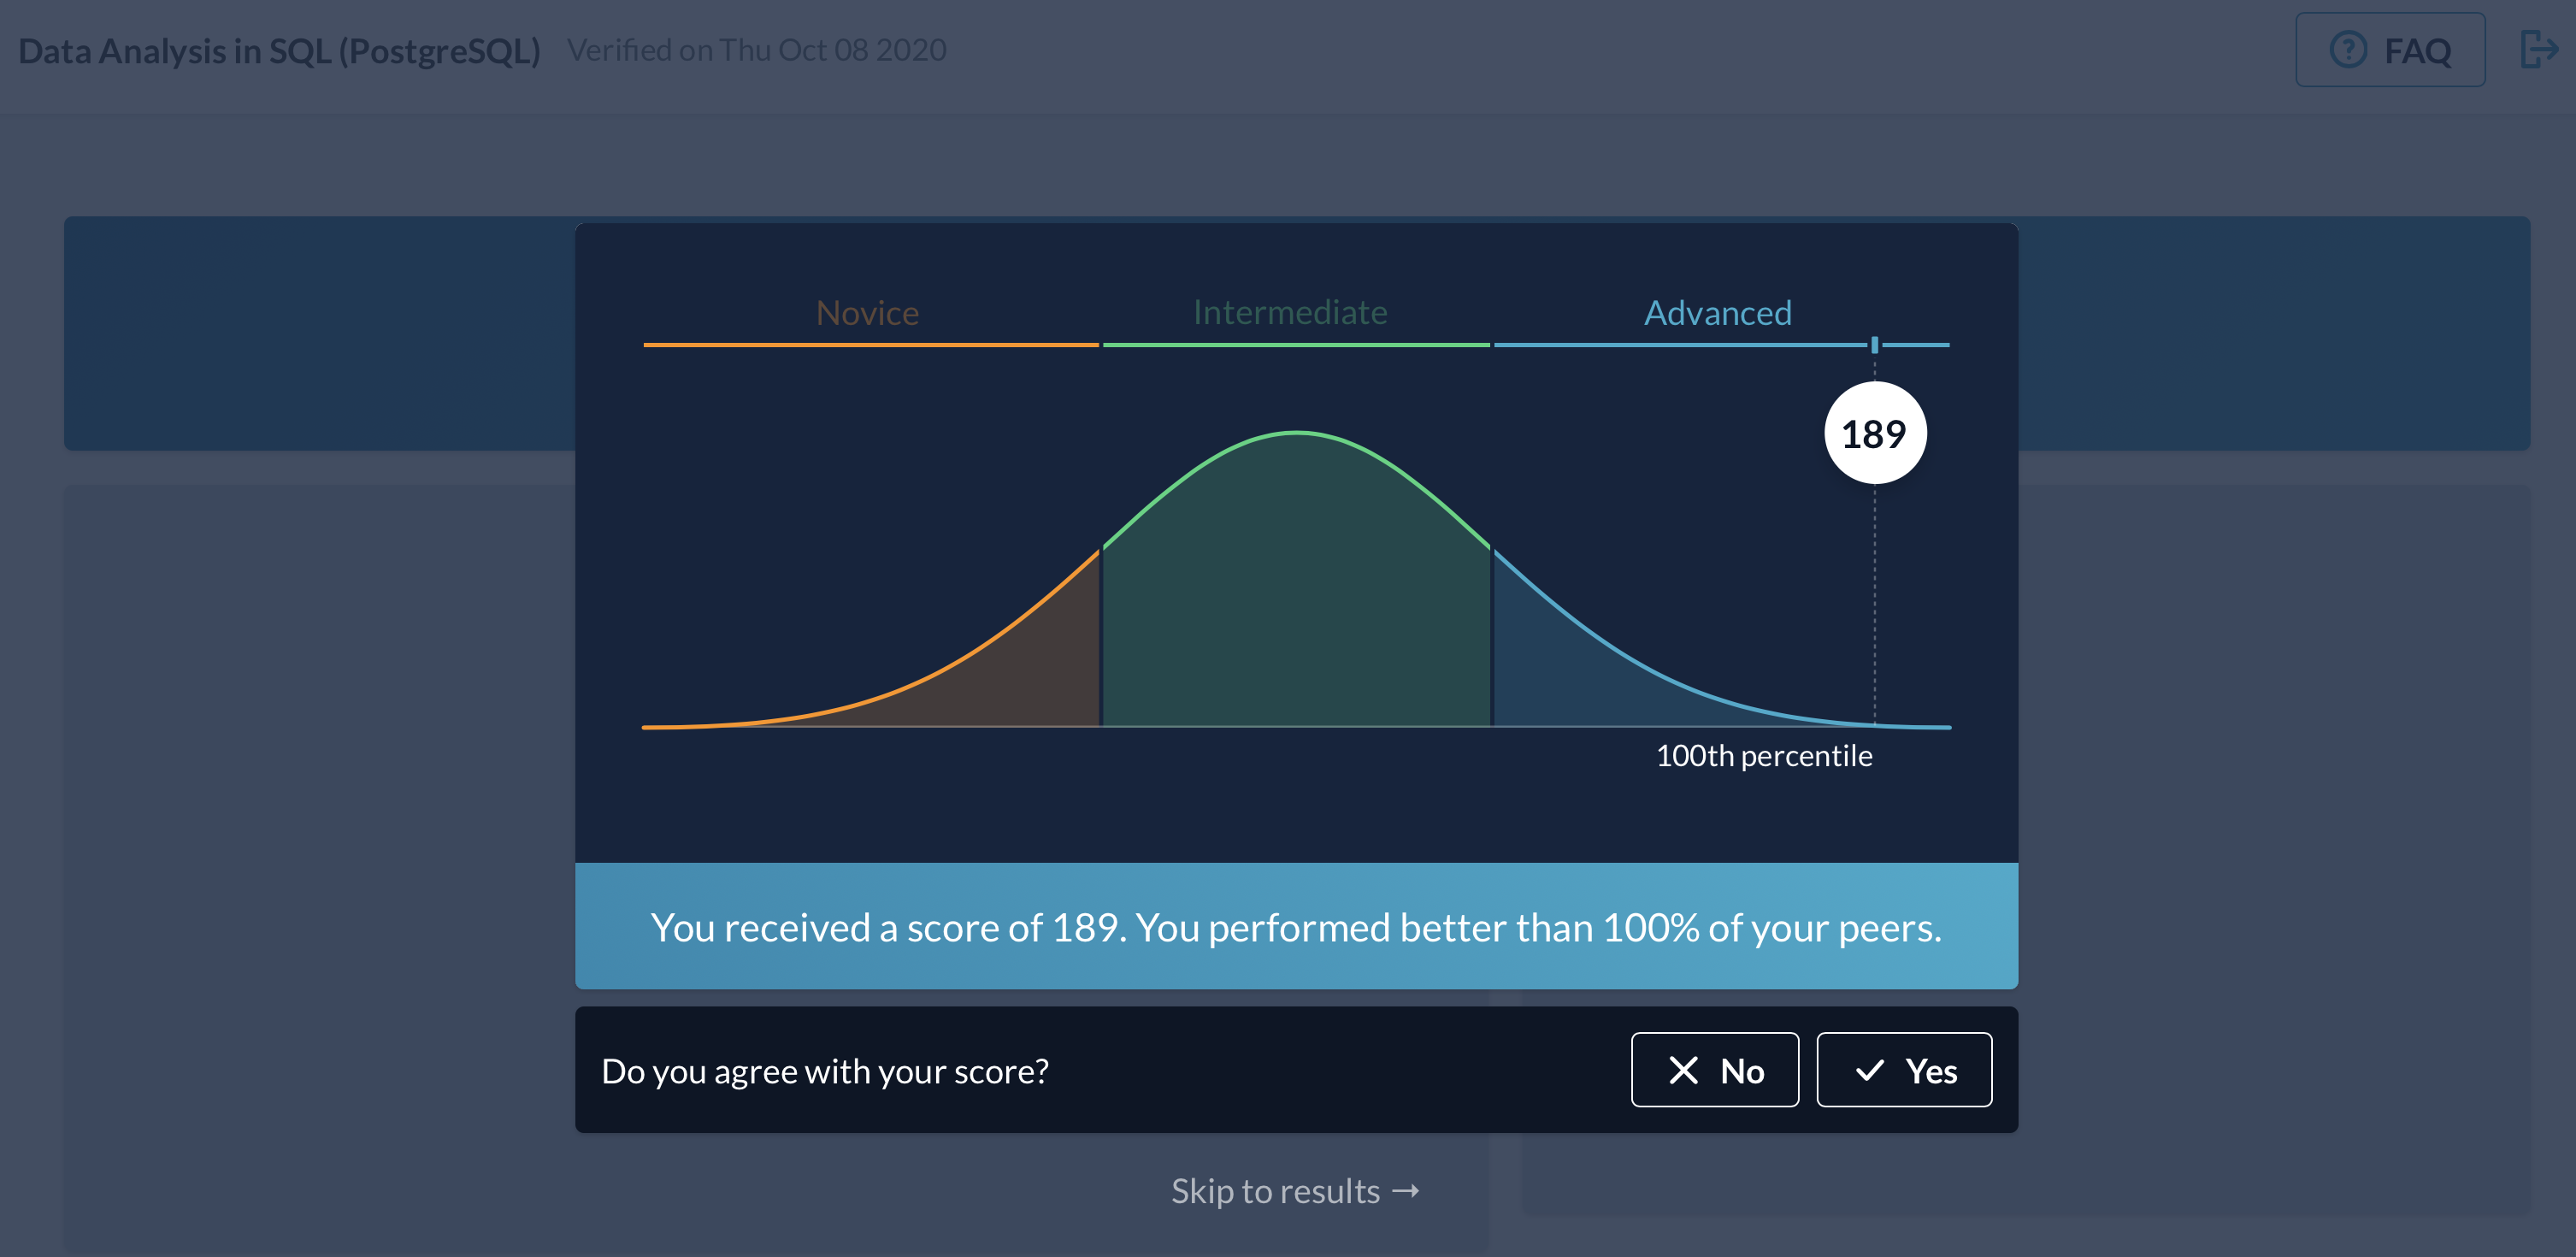 Data Analysis in SQL (PostgreSQL) Verified on Thu Oct 08 2020
FAQ
Novice Intermediate Advanced
189
100th percentile
You received a score of 189. You performed better than 100% of your peers.
Do you agree with your score?
No
Yes
Skip to results →